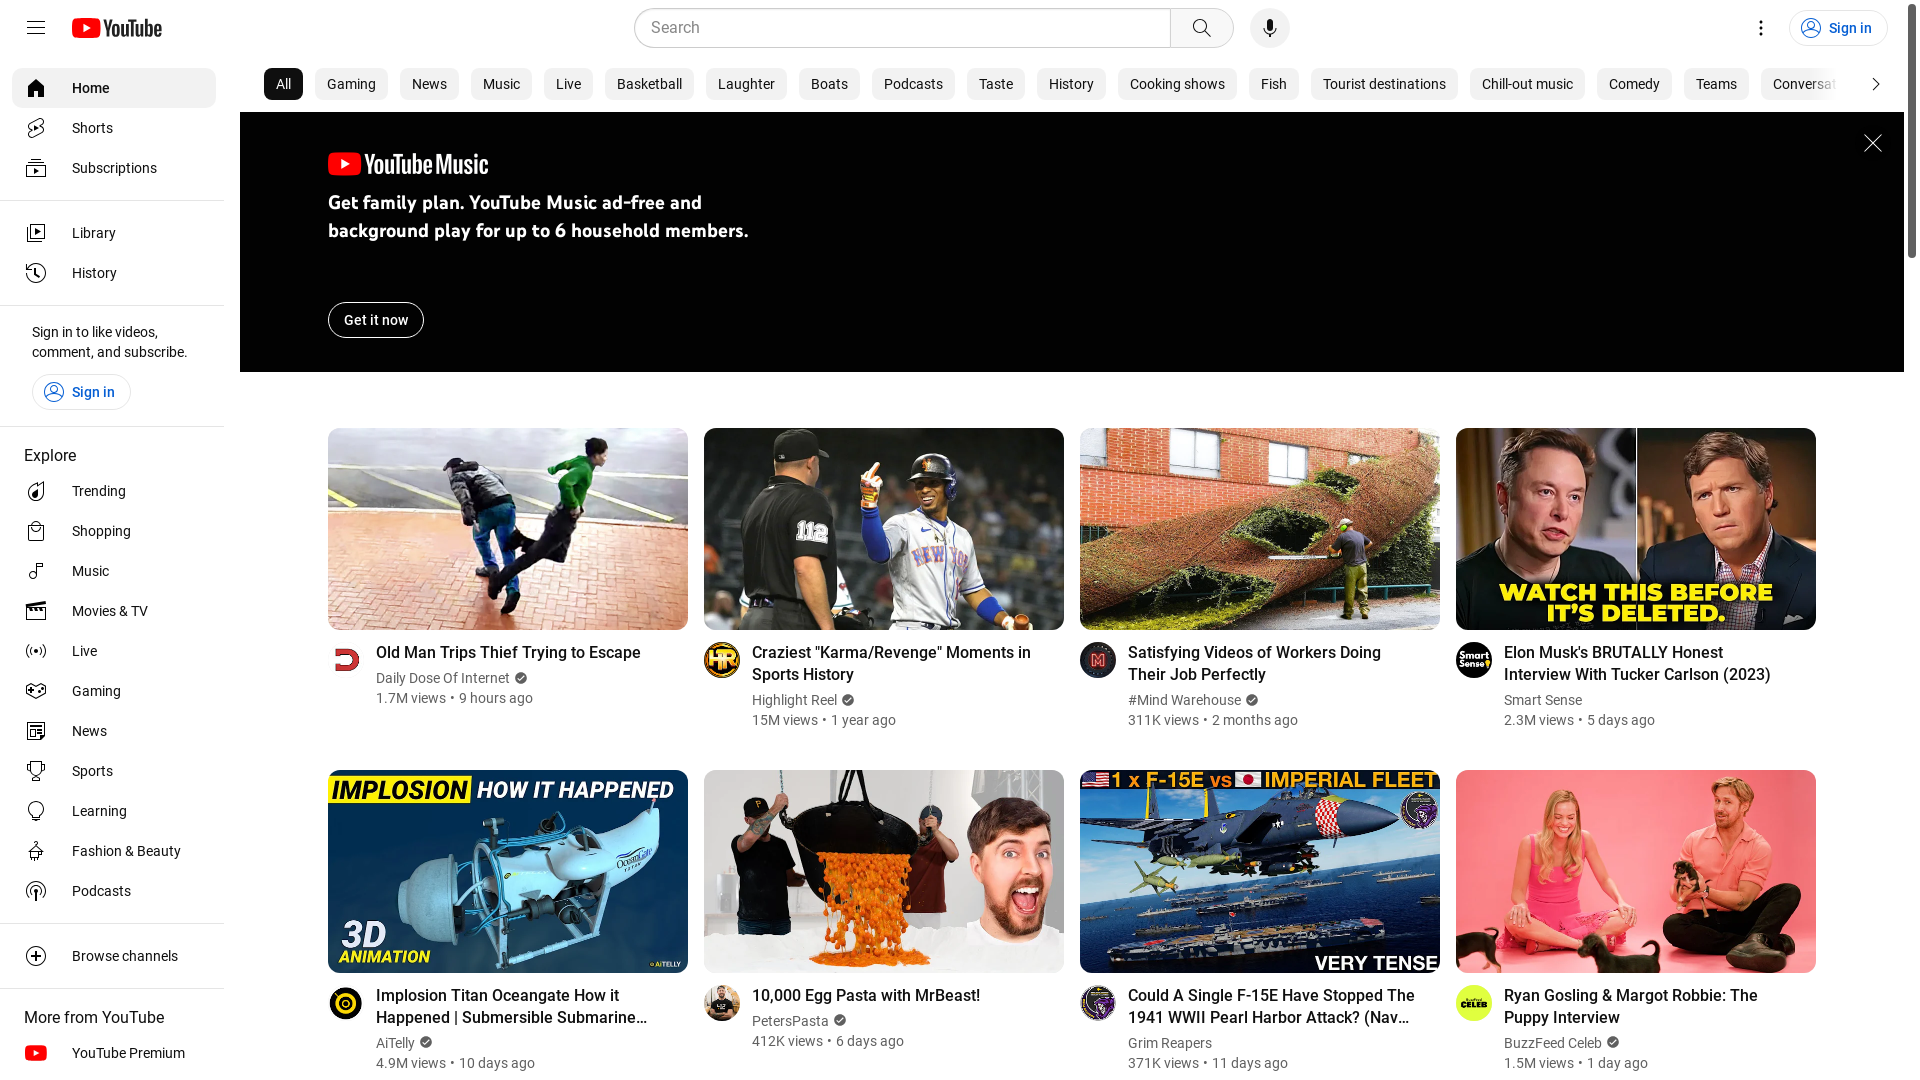 YouTube
Search
Sign in
Home
Shorts
Subscriptions
Library
History
Sign in to like videos,
comment, and subscribe.
Sign in
Explore
Trending
Shopping
Music
Movies & TV
Live
Gaming
News
Sports
Learning
Fashion & Beauty
Podcasts
Browse channels
More from YouTube
YouTube Premium
All
Gaming
News
Music
Live
Basketball
Laughter
Boats
Podcasts
Taste
History
Cooking shows
Fish
Tourist destinations
Chill-out music
Comedy
Teams
Conversat
YouTube Music
Get family plan. YouTube Music ad-free and
background play for up to 6 household members.
Get it now
Old Man Trips Thief Trying to Escape
Daily Dose Of Internet
1.7M views • 9 hours ago
112
NEW YORK
HR
Craziest "Karma/Revenge" Moments in
Sports History
Highlight Reel
15M views • 1 year ago
M
Satisfying Videos of Workers Doing
Their Job Perfectly
#Mind Warehouse
311K views • 2 months ago
WATCH THIS BEFORE
IT'S DELETED.
Smart
Sense
Elon Musk's BRUTALLY Honest
Interview With Tucker Carlson (2023)
Smart Sense
2.3M views • 5 days ago
IMPLOSION HOW IT HAPPENED
OceanGate
TITAN
3D
ANIMATION
AiTELLY
Implosion Titan Oceangate How it
Happened | Submersible Submarine...
AiTelly
4.9M views • 10 days ago
P
10,000 Egg Pasta with MrBeast!
PetersPasta
412K views • 6 days ago
1 x F-15E vs IMPERIAL FLEET
VERY TENSE
Could A Single F-15E Have Stopped The
1941 WWII Pearl Harbor Attack? (Nav...
Grim Reapers
371K views • 11 days ago
BuzzFeed
CELEB
Ryan Gosling & Margot Robbie: The
Puppy Interview
BuzzFeed Celeb
1.5M views • 1 day ago